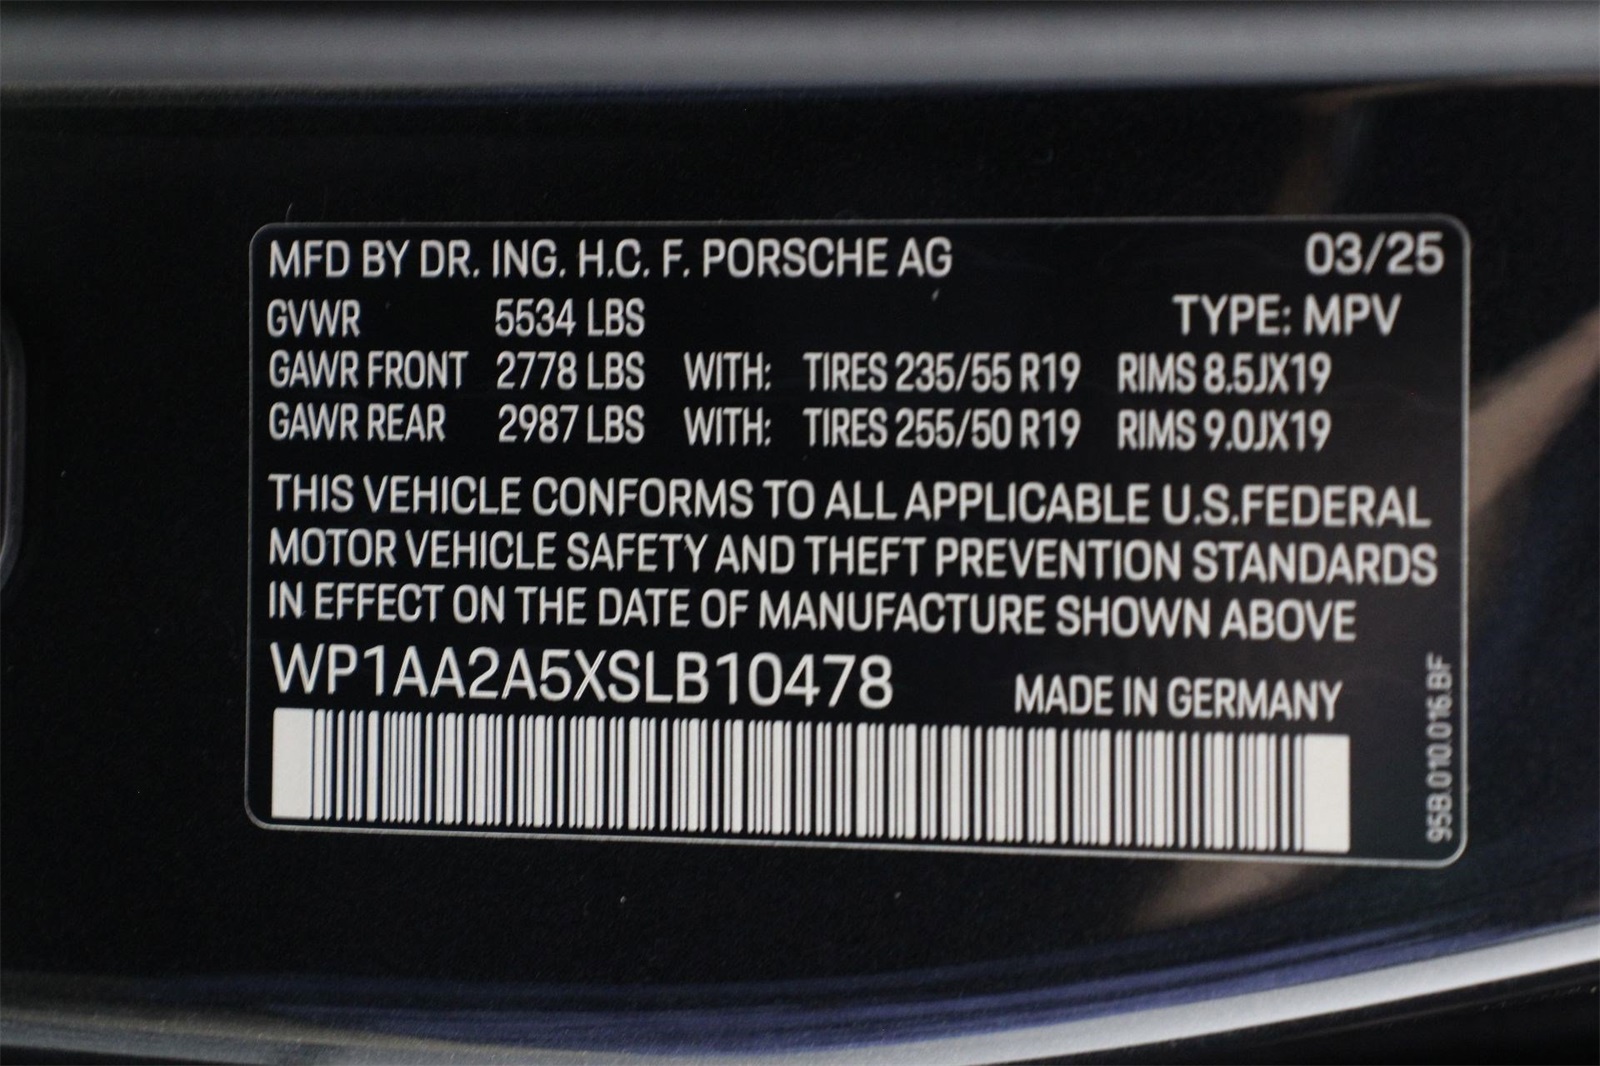 MFD BY DR. ING. H.C. F. PORSCHE AG 03/25
GVWR 5534 LBS TYPE: MPV
GAWR FRONT 2778 LBS WITH: TIRES 235/55 R19 RIMS 8.5JX19
GAWR REAR 2987 LBS WITH: TIRES 255/50 R19 RIMS 9.0JX19
THIS VEHICLE CONFORMS TO ALL APPLICABLE U.S.FEDERAL
MOTOR VEHICLE SAFETY AND THEFT PREVENTION STANDARDS
IN EFFECT ON THE DATE OF MANUFACTURE SHOWN ABOVE
WP1AA2A5XSLB10478 MADE IN GERMANY
95B.010.016.BF